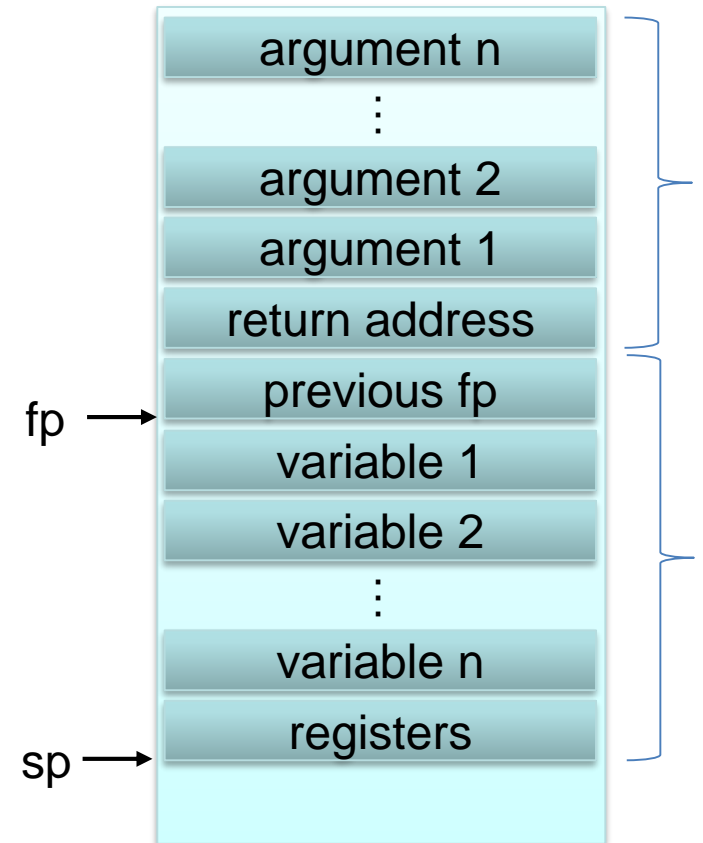 argument n
⋮
argument 2
argument 1
return address
previous fp
fp
variable 1
variable 2
⋮
variable n
registers
sp